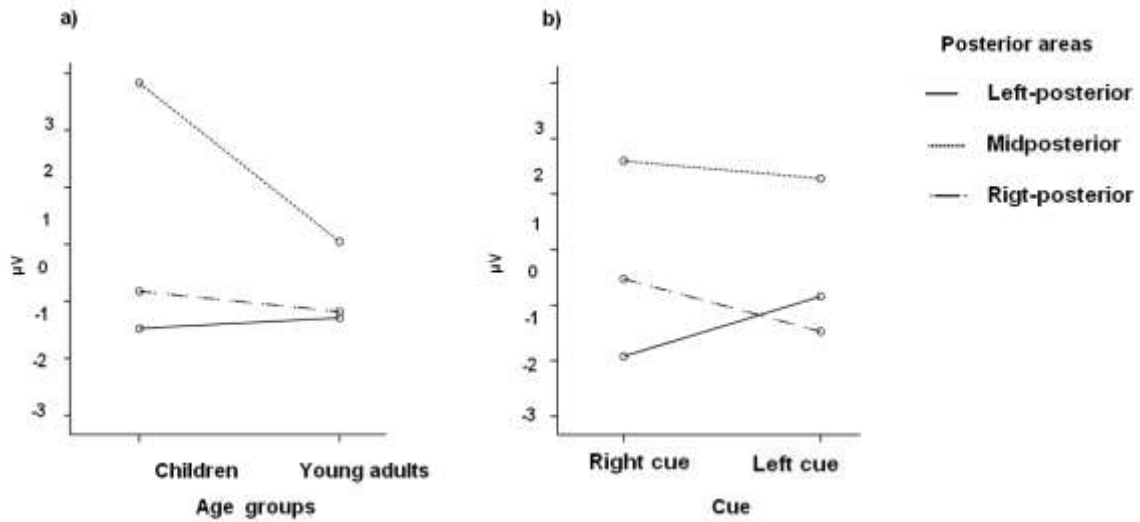 a)
3
2
1
0
-1
-2
-3
µV
Children Young adults
Age groups
b)
3
2
1
0
-1
-2
-3
µV
Right cue Left cue
Cue
Posterior areas
Left-posterior
Midposterior
Rigt-posterior